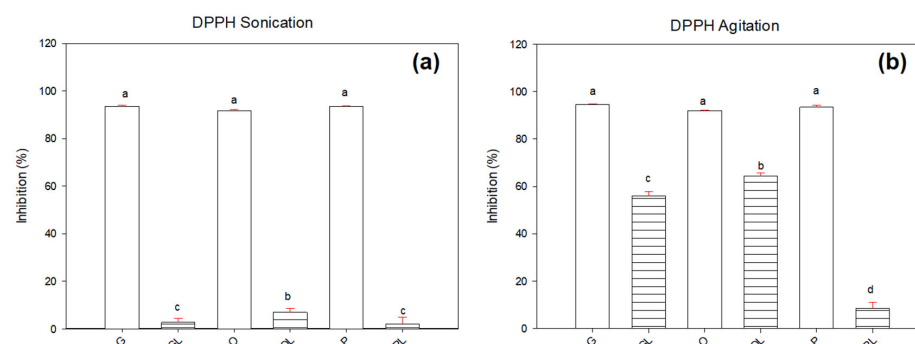 DPPH Sonication
(a)
Inhibition (%)
120
100
80
60
40
20
0
a
c
a
b
a
c
G
O
P
DPPH Agitation
(b)
Inhibition (%)
120
100
80
60
40
20
0
a
c
a
b
a
d
G
O
P